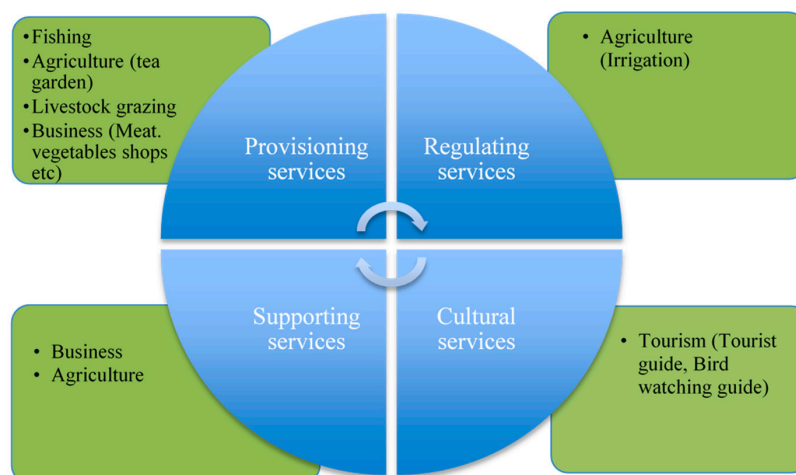 •Fishing
•Agriculture (tea
garden)
•Livestock grazing
•Business (Meat.
vegetables shops
etc)
Provisioning
services
Regulating
services
• Agriculture
(Irrigation)
• Business
• Agriculture
Supporting
services
Cultural
services
• Tourism (Tourist
guide, Bird
watching guide)